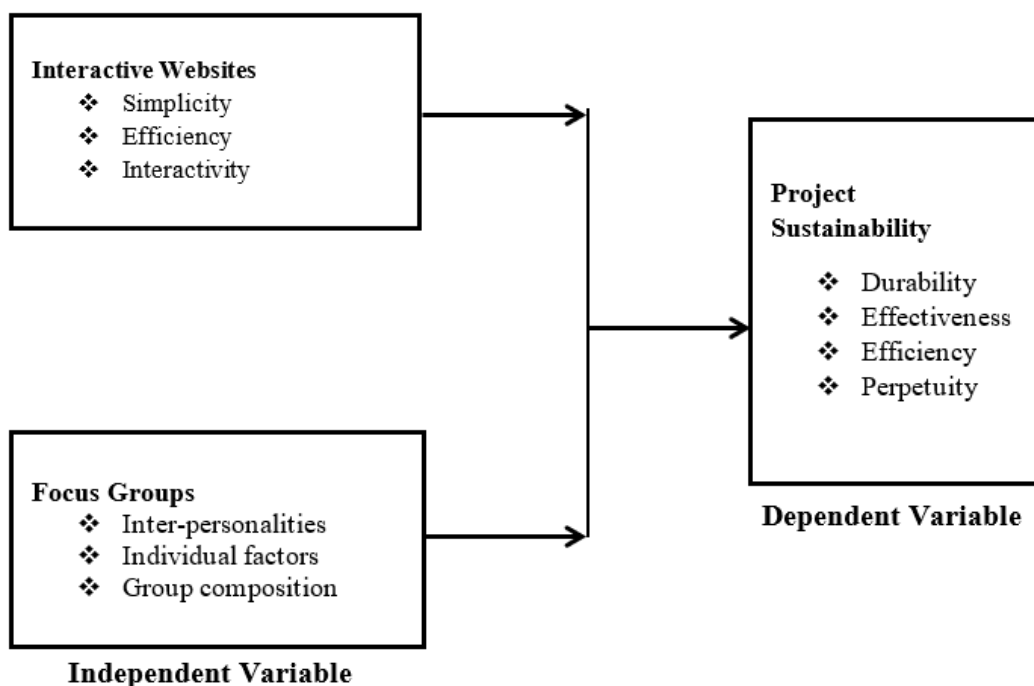 Interactive Websites
❖ Simplicity
❖ Efficiency
❖ Interactivity
Focus Groups
❖ Inter-personalities
❖ Individual factors
❖ Group composition
Independent Variable
Project
Sustainability
❖ Durability
❖ Effectiveness
❖ Efficiency
❖ Perpetuity
Dependent Variable